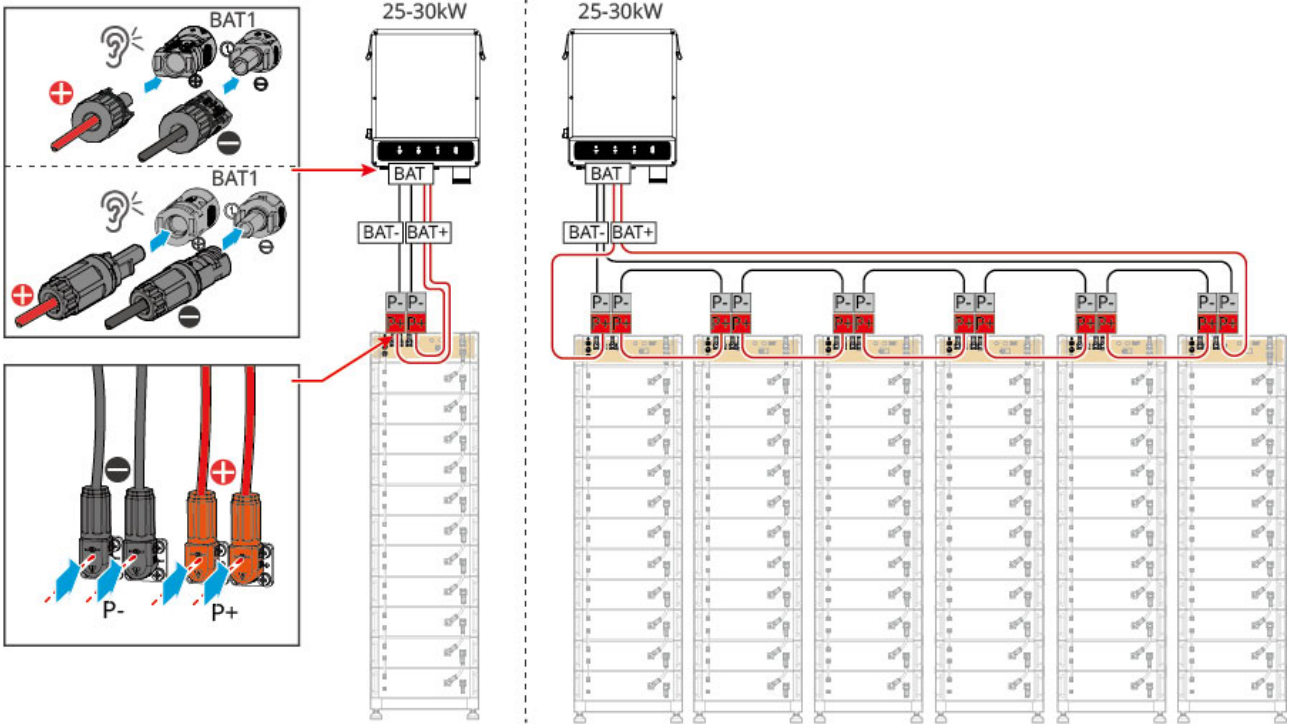 BAT1
BAT1
P-
P+
25-30kW
BAT
BAT-
BAT+
P-
P-
P+
P+
25-30kW
BAT
BAT-
BAT+
P-
P-
P-
P-
P-
P-
P-
P-
P-
P-
P-
P-
P+
P+
P+
P+
P+
P+
P+
P+
P+
P+
P+
P+